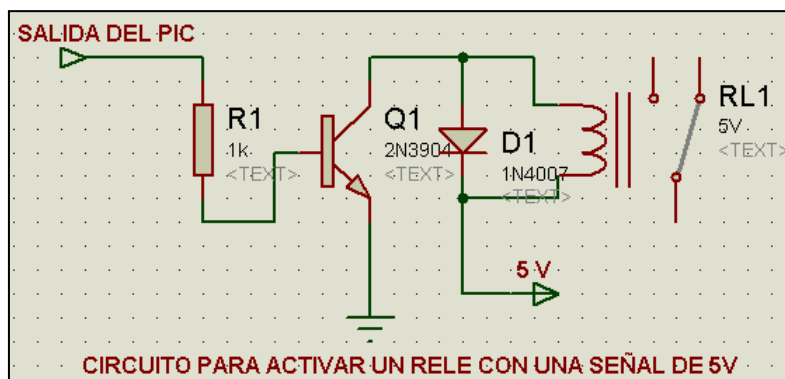 SALIDA DEL PIC
R1
1k
<TEXT>
Q1
2N3904
<TEXT>
D1
1N4007
<TEXT>
RL1
5V
<TEXT>
5 V
CIRCUITO PARA ACTIVAR UN RELE CON UNA SEÑAL DE 5V